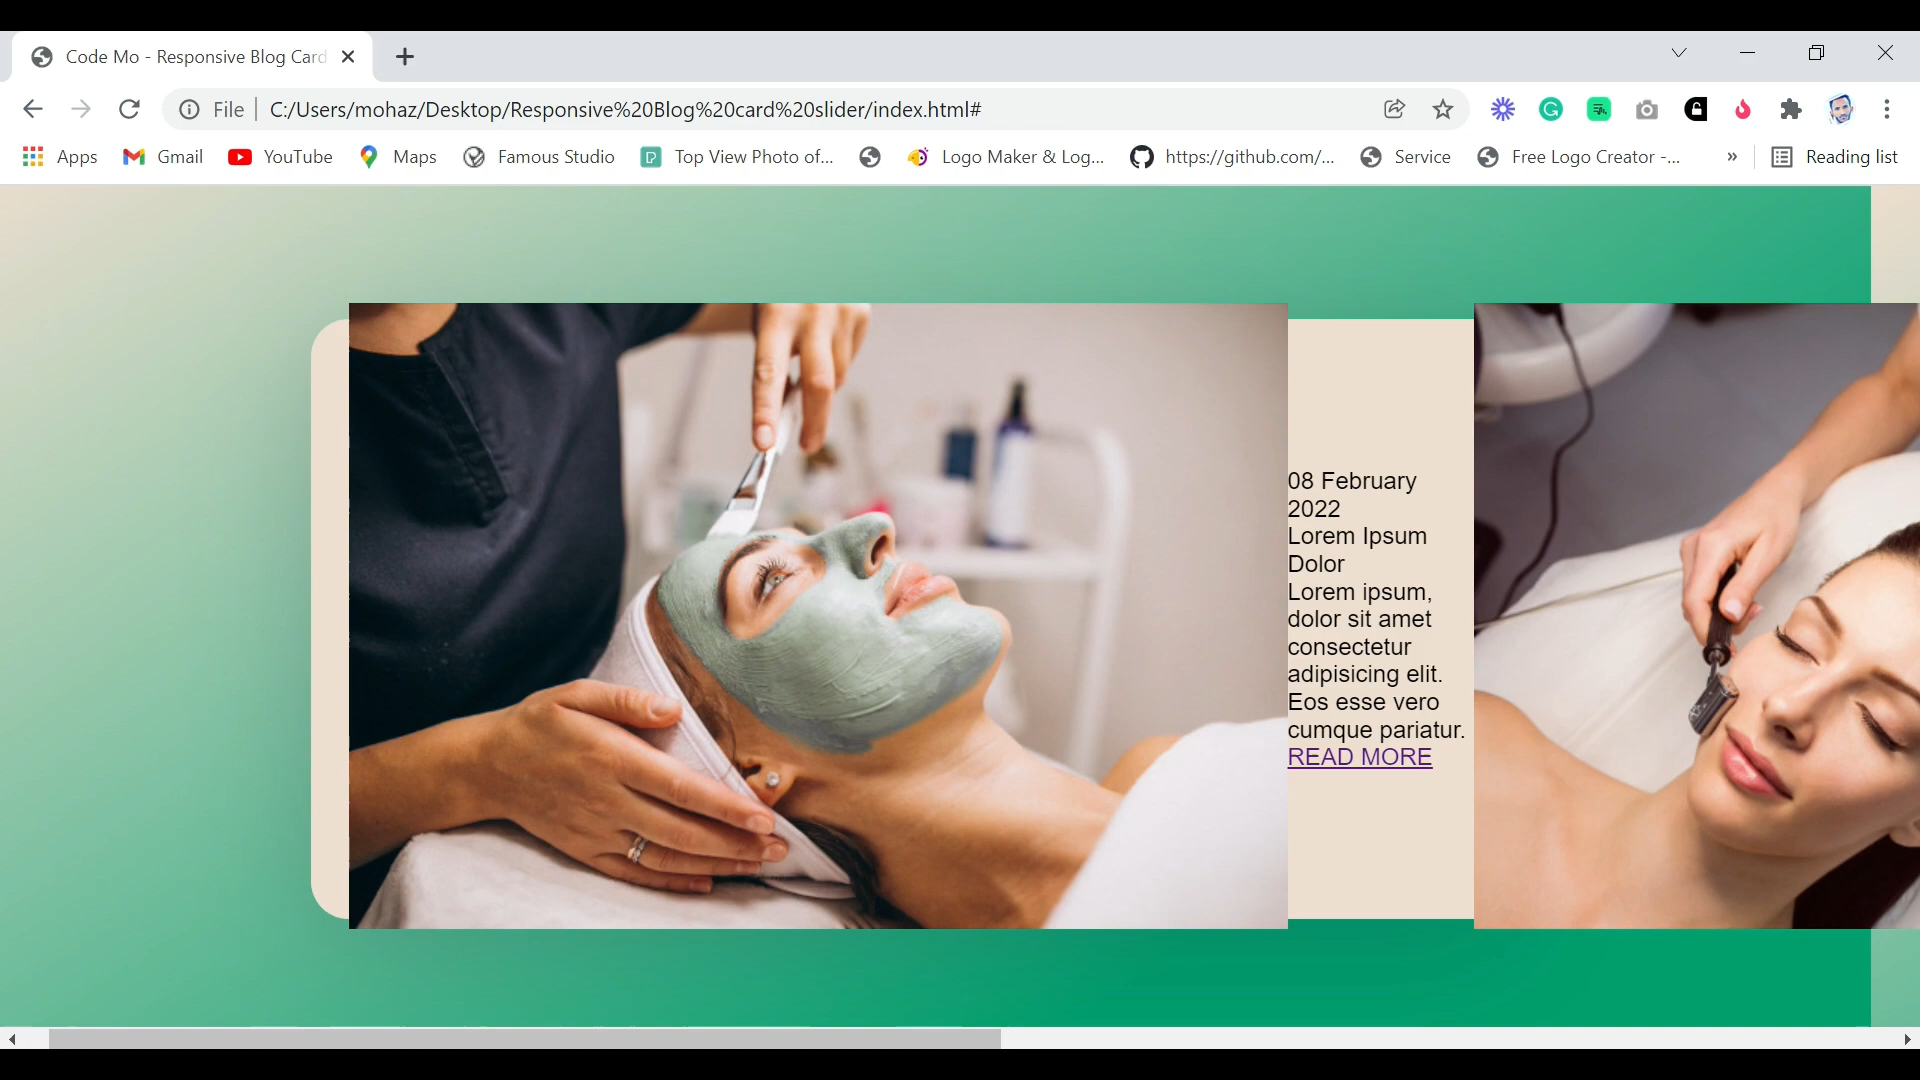 Code Mo - Responsive Blog Card
File
C:/Users/mohaz/Desktop/Responsive%20Blog%20card%20slider/index.html#
Apps
Gmail
YouTube
Maps
Famous Studio
Top View Photo of...
Logo Maker & Log...
https://github.com/...
Service
Free Logo Creator -...
»
Reading list
08 February
2022
Lorem Ipsum
Dolor
Lorem ipsum,
dolor sit amet
consectetur
adipisicing elit.
Eos esse vero
cumque pariatur.
READ MORE